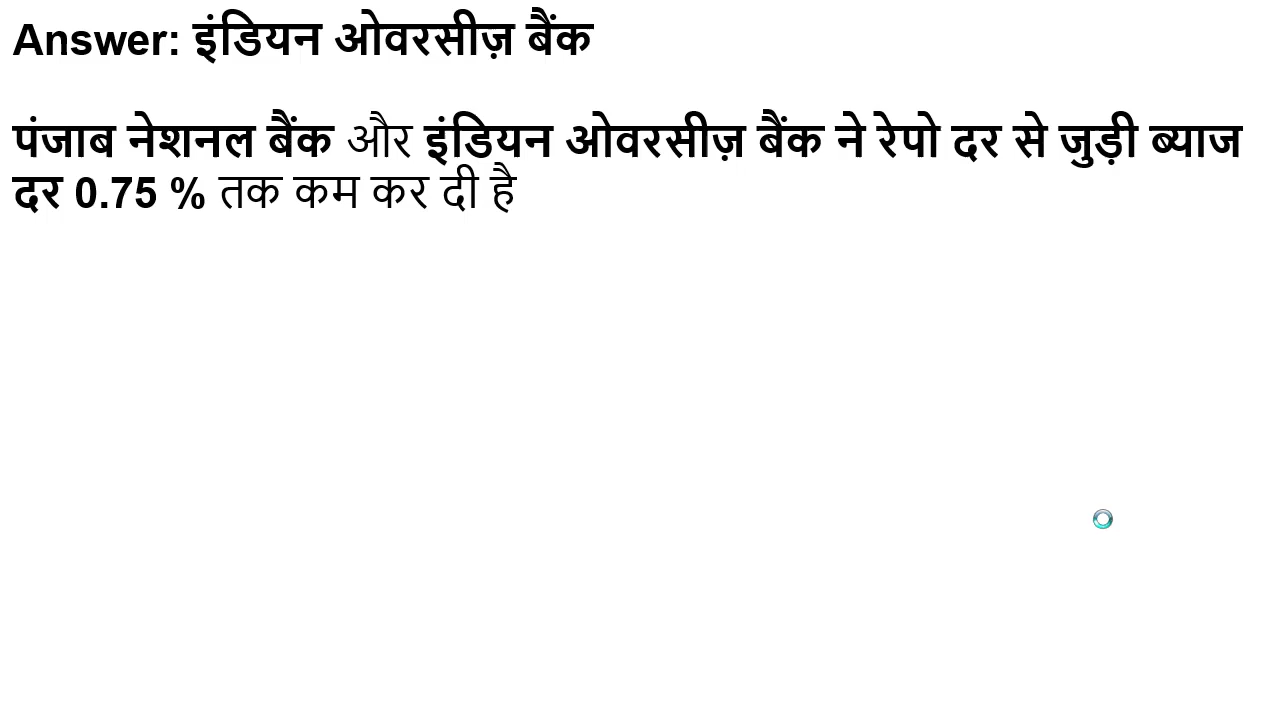 Answer: इंडियन ओवरसीज़ बैंक
पंजाब नेशनल बैंक और इंडियन ओवरसीज़ बैंक ने रेपो दर से जुड़ी ब्याज
दर 0.75 % तक कम कर दी है